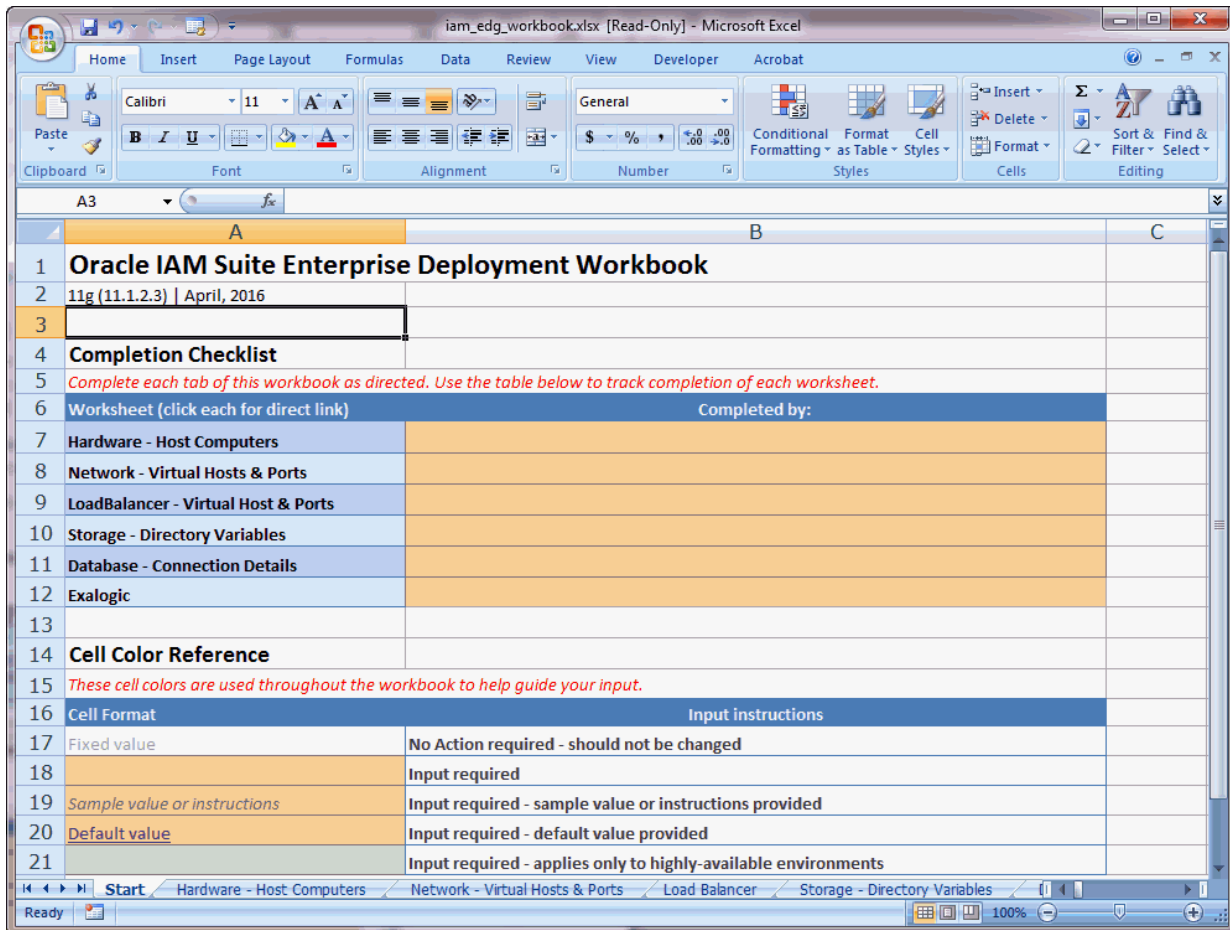 iam_edg_workbook.xlsx [Read-Only] - Microsoft Excel
Home Insert Page Layout Formulas Data Review View Developer Acrobat
Paste
Clipboard
Calibri 11 A A
B I U A
Font
Alignment
General
$ % , .0 .00 .00 .0
Number
Conditional Formatting
Format as Table
Cell Styles
Styles
Insert
Delete
Format
Cells
Σ
Sort & Filter
Find & Select
Editing
A3 fx
A B C
1 Oracle IAM Suite Enterprise Deployment Workbook
2 11g (11.1.2.3) | April, 2016
3
4 Completion Checklist
5 Complete each tab of this workbook as directed. Use the table below to track completion of each worksheet.
6 Worksheet (click each for direct link) Completed by:
7 Hardware - Host Computers
8 Network - Virtual Hosts & Ports
9 LoadBalancer - Virtual Host & Ports
10 Storage - Directory Variables
11 Database - Connection Details
12 Exalogic
13
14 Cell Color Reference
15 These cell colors are used throughout the workbook to help guide your input.
16 Cell Format Input instructions
17 Fixed value No Action required - should not be changed
18 Input required
19 Sample value or instructions Input required - sample value or instructions provided
20 Default value Input required - default value provided
21 Input required - applies only to highly-available environments
Start Hardware - Host Computers Network - Virtual Hosts & Ports Load Balancer Storage - Directory Variables
Ready 100%